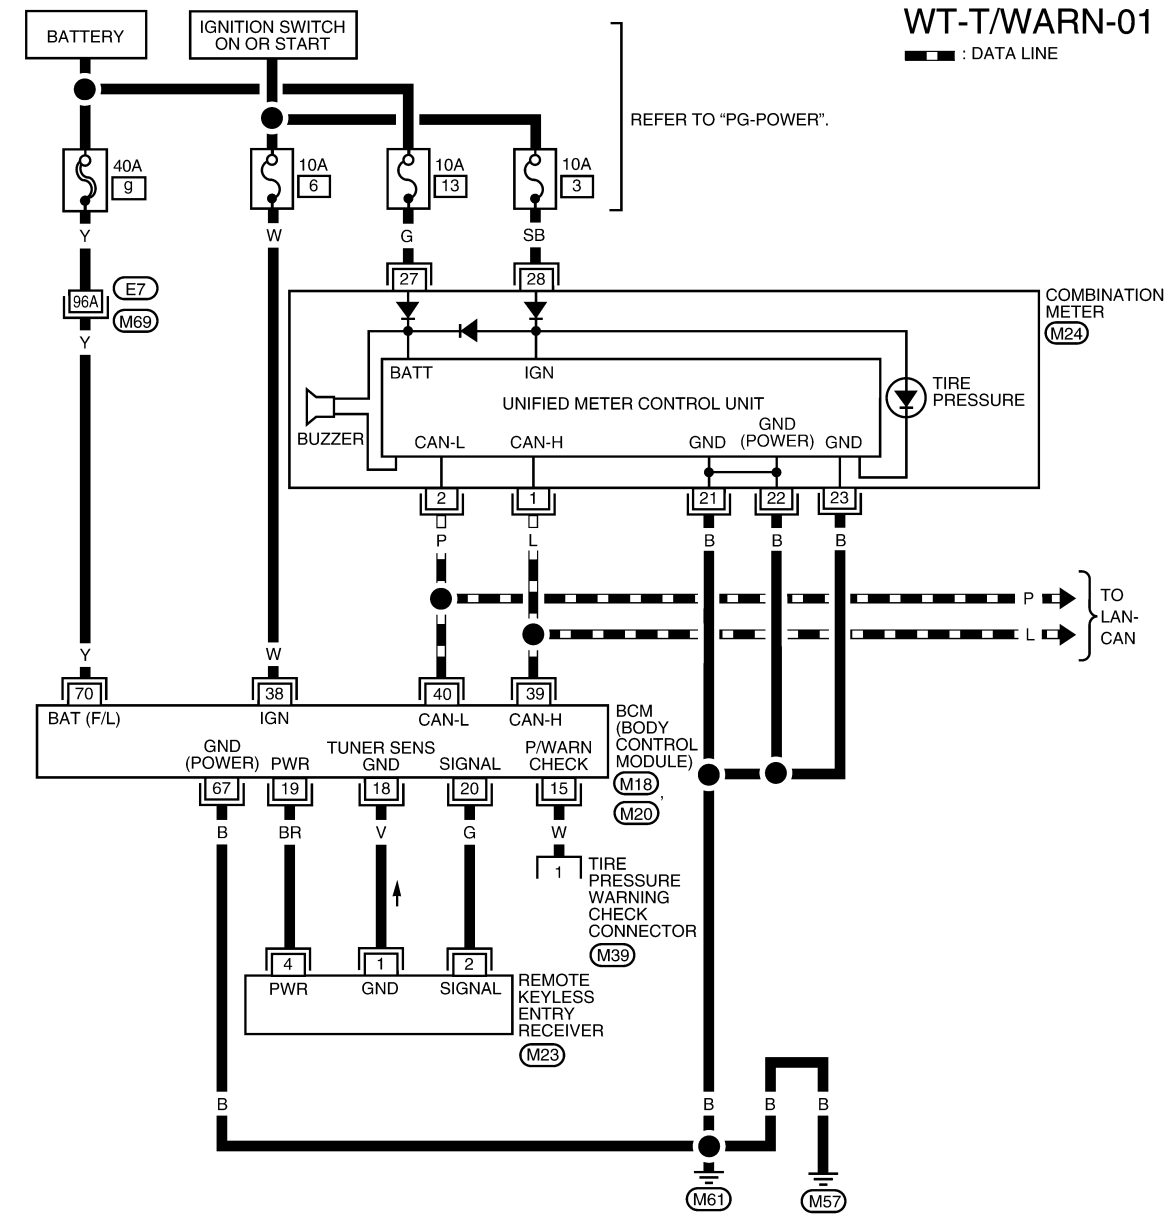 WT-T/WARN-01
: DATA LINE
BATTERY
IGNITION SWITCH
ON OR START
REFER TO “PG-POWER”.
40A
g
10A
6
10A
13
10A
3
Y
W
G
SB
27
28
96A
E7
M69
Y
COMBINATION
METER
M24
BATT
IGN
TIRE
PRESSURE
UNIFIED METER CONTROL UNIT
BUZZER
CAN-L
CAN-H
GND
GND
(POWER)
GND
2
1
21
22
23
P
L
B
B
B
P
L
TO
LAN-
CAN
Y
W
70
38
40
39
BAT (F/L)
IGN
CAN-L
CAN-H
BCM
(BODY
CONTROL
MODULE)
M18
,
M20
GND
(POWER)
PWR
TUNER SENS
GND
SIGNAL
P/WARN
CHECK
67
19
18
20
15
B
BR
V
G
W
1
TIRE
PRESSURE
WARNING
CHECK
CONNECTOR
M39
4
1
2
PWR
GND
SIGNAL
REMOTE
KEYLESS
ENTRY
RECEIVER
M23
B
B
B
B
M61
M57